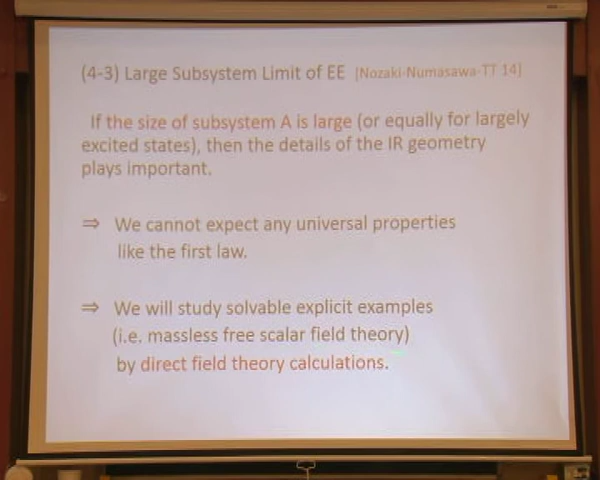 (4-3) Large Subsystem Limit of EE [Nozaki-Numasawa-TT 14]
If the size of subsystem A is large (or equally for largely
excited states), then the details of the IR geometry
plays important.
⇒ We cannot expect any universal properties
like the first law.
⇒ We will study solvable explicit examples
(i.e. massless free scalar field theory)
by direct field theory calculations.